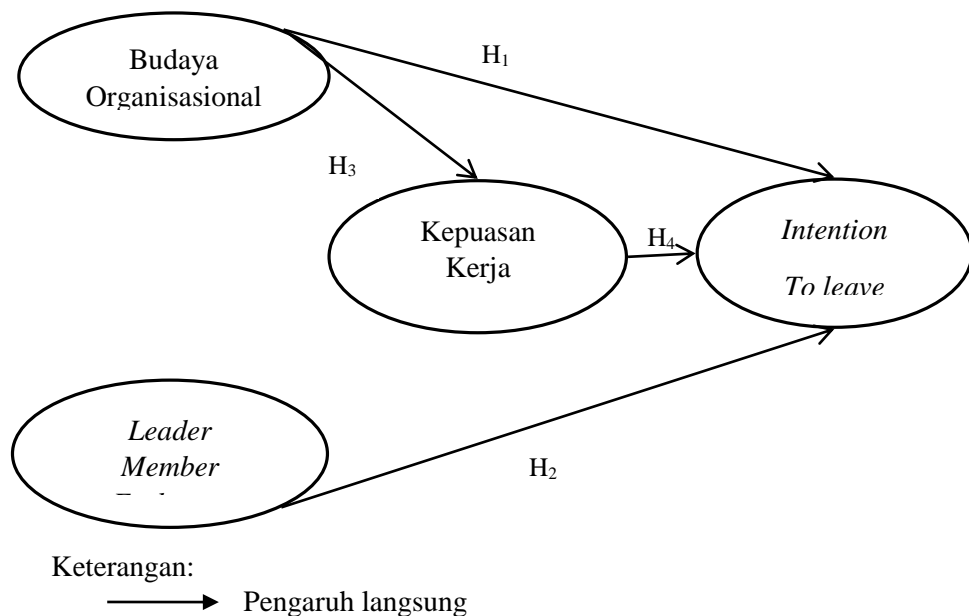 Budaya
Organisasional
H1
H3
Kepuasan
Kerja
H4
Intention
To leave
Leader
Member
H2
Keterangan:
Pengaruh langsung